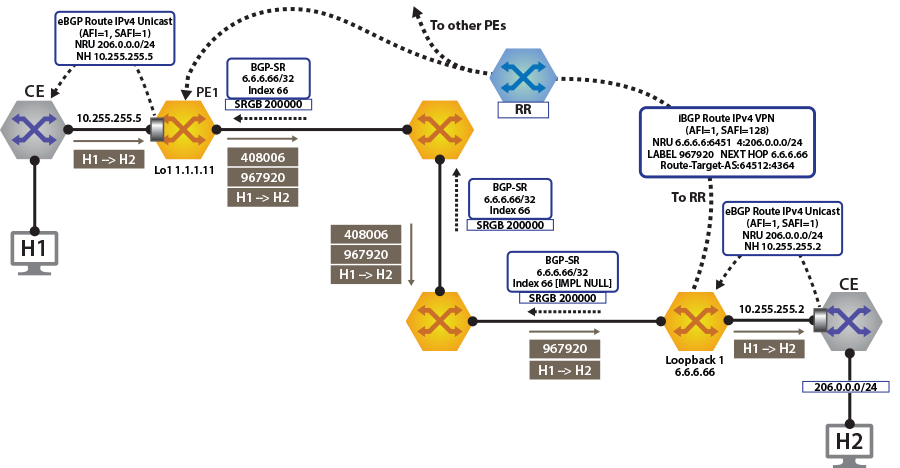 eBGP Route IPv4 Unicast
(AFI=1, SAFI=1)
NRU 206.0.0.0/24
NH 10.255.255.5
To other PEs
CE
PE1
BGP-SR
6.6.6.66/32
Index 66
SRGB 200000
RR
10.255.255.5
H1 --> H2
Lo1 1.1.1.11
408006
967920
H1 --> H2
iBGP Route IPv4 VPN
(AFI=1, SAFI=128)
NRU 6.6.6.6:6451 4:206.0.0.0/24
LABEL 967920 NEXT HOP 6.6.6.66
Route-Target-AS:64512:4364
To RR
BGP-SR
6.6.6.66/32
Index 66
SRGB 200000
eBGP Route IPv4 Unicast
(AFI=1, SAFI=1)
NRU 206.0.0.0/24
NH 10.255.255.2
H1
408006
967920
H1 --> H2
BGP-SR
6.6.6.66/32
Index 66 [IMPL NULL]
SRGB 200000
CE
10.255.255.2
967920
H1 --> H2
H1 --> H2
Loopback 1
6.6.6.66
206.0.0.0/24
H2